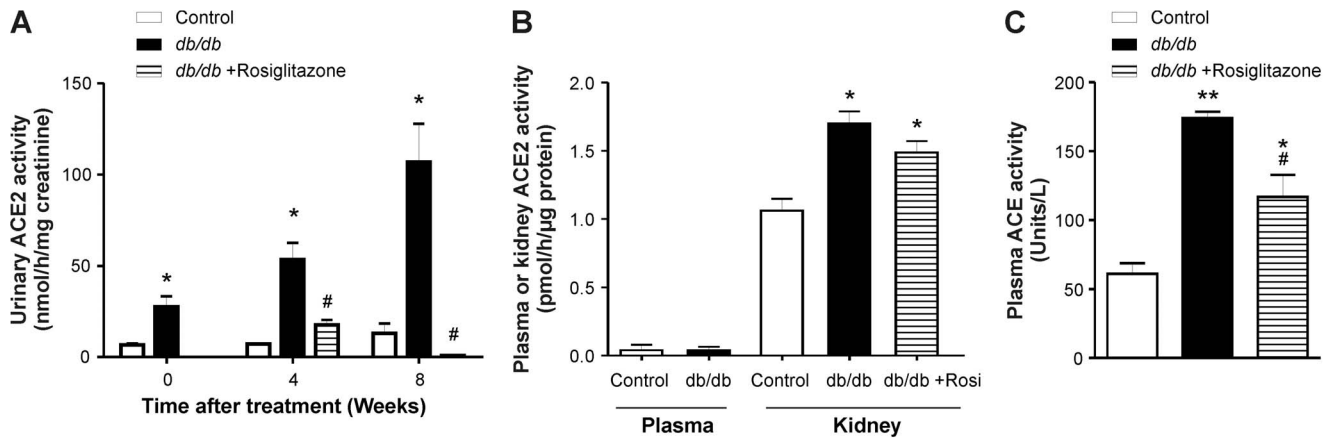 A
Control
db/db
db/db +Rosiglitazone
Urinary ACE2 activity
(nmol/h/mg creatinine)
150
100
50
0
*
*
#
*
#
0
4
8
Time after treatment (Weeks)
B
Plasma or kidney ACE2 activity
(pmol/h/µg protein)
2.0
1.5
1.0
0.5
0.0
*
*
Control
db/db
Control
db/db
db/db +Rosi
Plasma
Kidney
C
Control
db/db
db/db +Rosiglitazone
Plasma ACE activity
(Units/L)
200
150
100
50
0
**
*
#